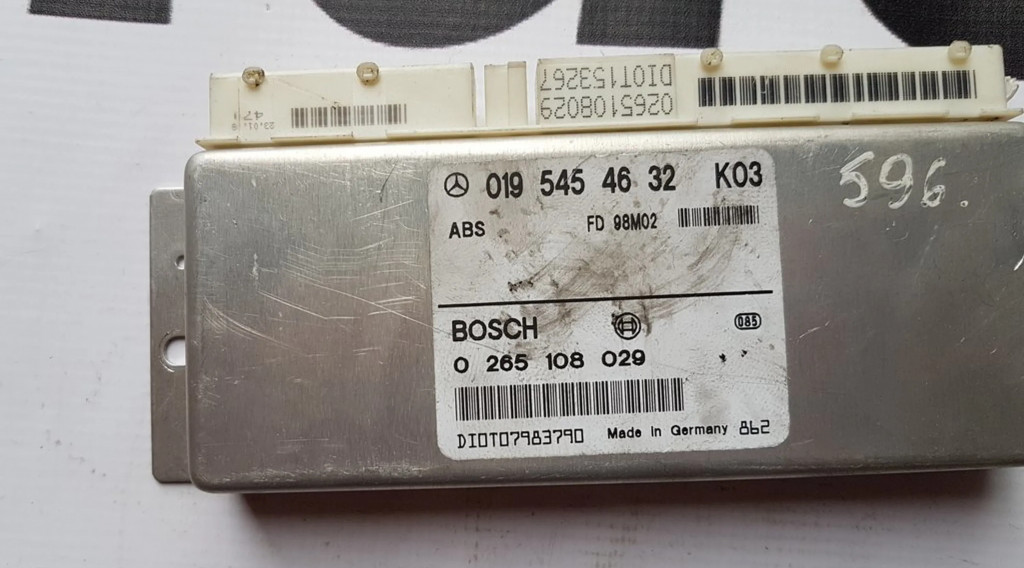 0265108029
DIOT153267
019 545 46 32 K03
ABS FD 98M02
596.
BOSCH 085
0 265 108 029
DIOT07983790 Made in Germany 862